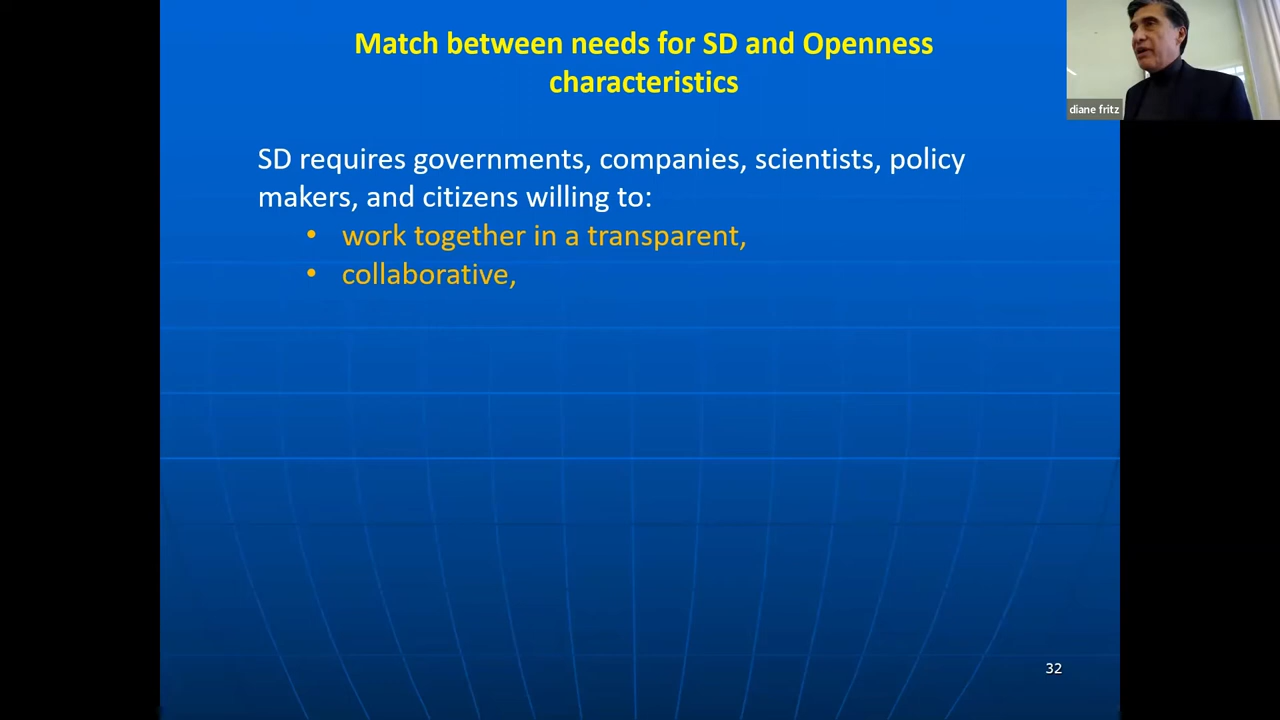 Match between needs for SD and Openness
characteristics
diane fritz
SD requires governments, companies, scientists, policy
makers, and citizens willing to:
• work together in a transparent,
• collaborative,
32